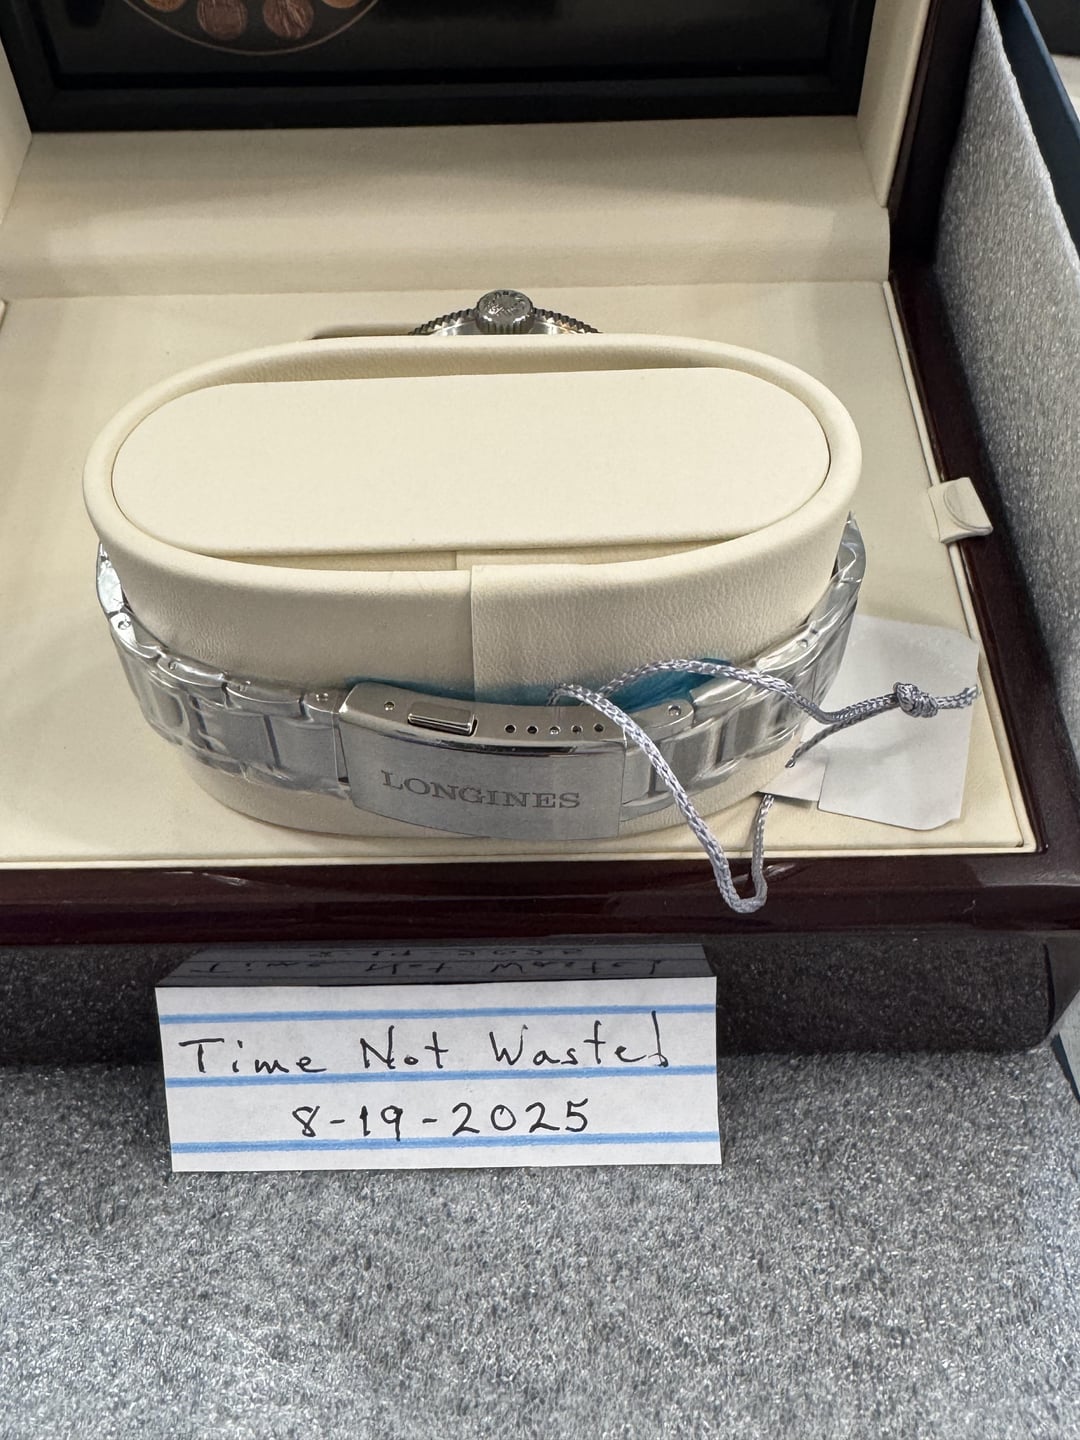 LONGINES
Time Not Wasted
8-19-2025